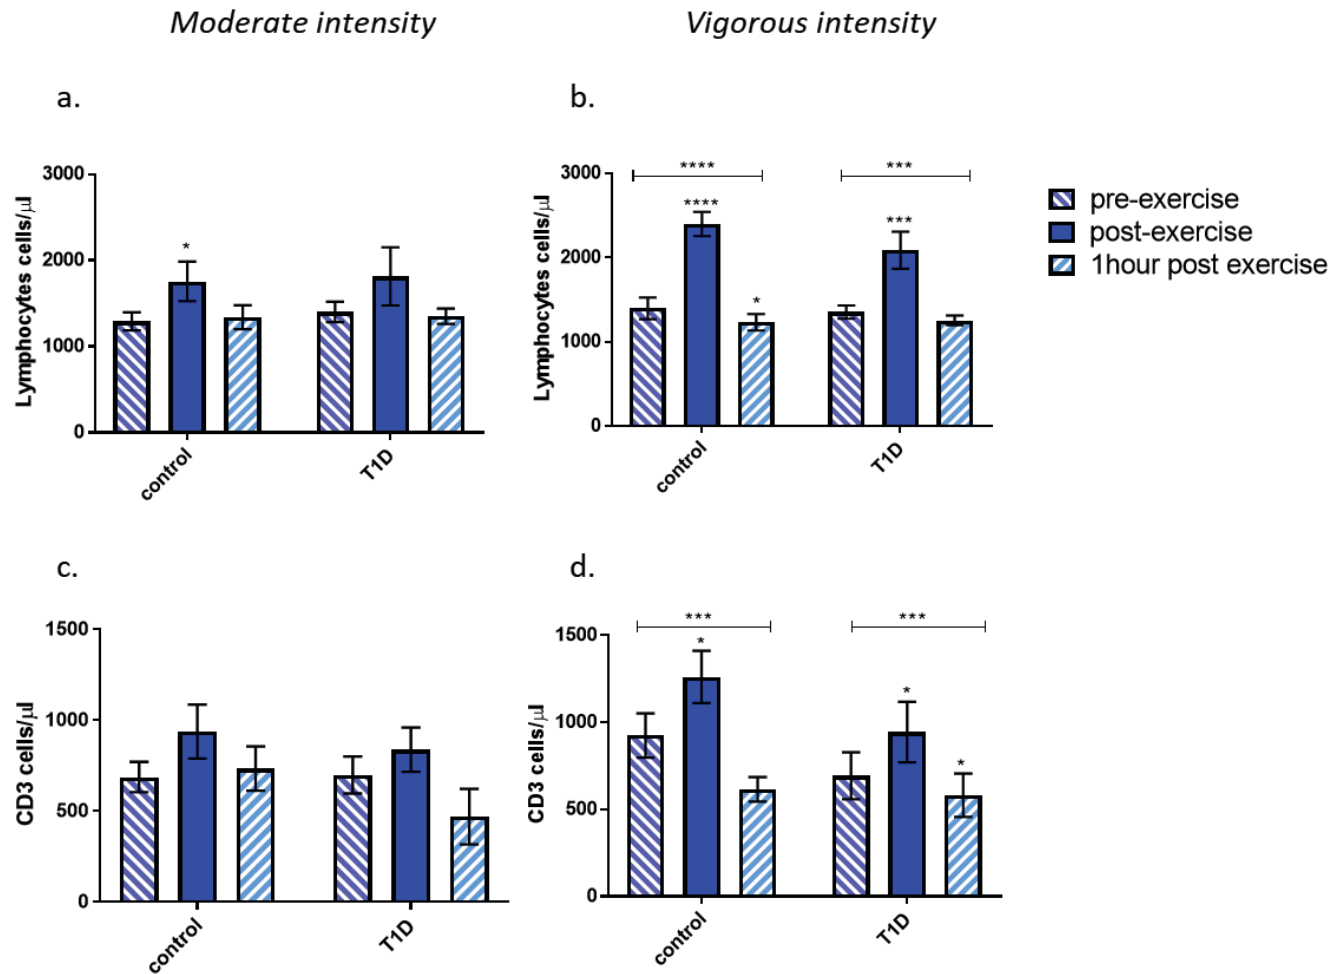 Moderate intensity
Vigorous intensity
a.
Lymphocytes cells/µl
3000
2000
1000
0
*
control
T1D
b.
Lymphocytes cells/µl
3000
2000
1000
0
****
****
*
***
***
control
T1D
pre-exercise
post-exercise
1hour post exercise
c.
CD3 cells/µl
1500
1000
500
0
control
T1D
d.
CD3 cells/µl
1500
1000
500
0
***
*
***
*
*
control
T1D